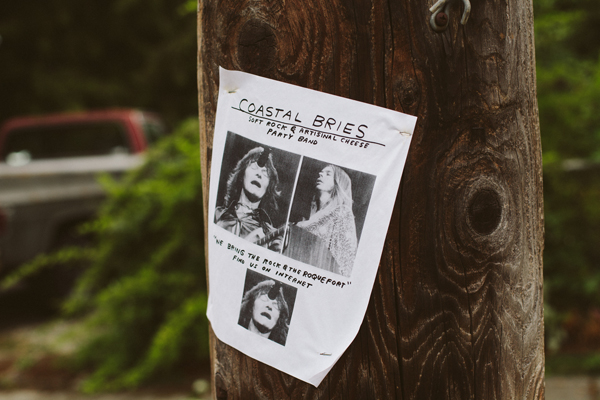 COASTAL BRIES
SOFT ROCK & ARTISINAL CHEESE
PARTY BAND
"WE BRING THE ROCK & THE ROQUEFORT"
FIND US ON INTERNET